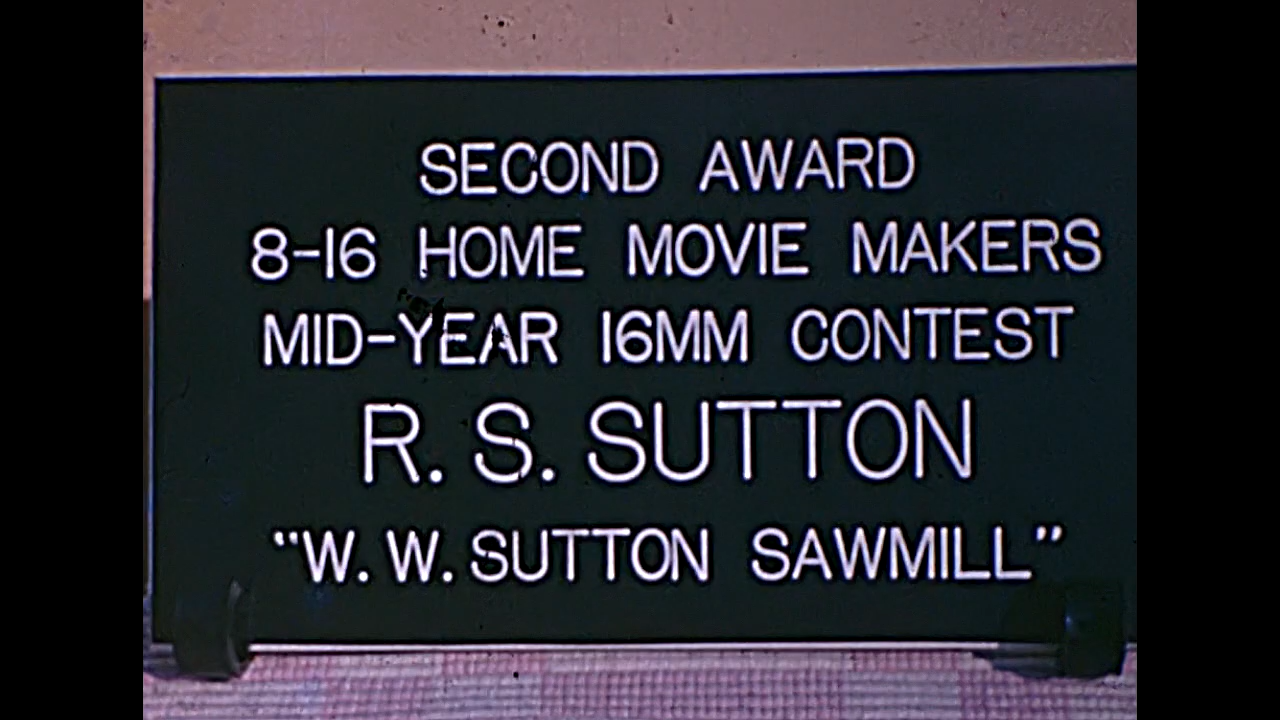 SECOND AWARD
8-16 HOME MOVIE MAKERS
MID-YEAR 16MM CONTEST
R. S. SUTTON
"W. W. SUTTON SAWMILL"